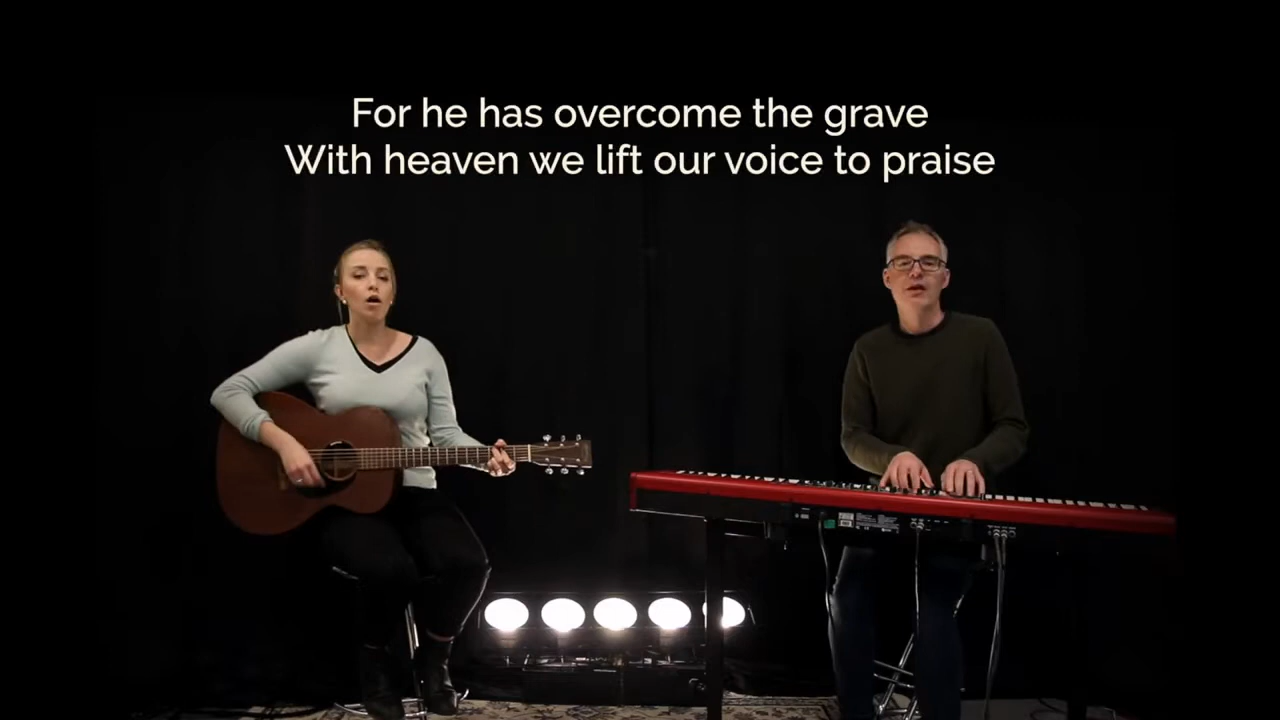 For he has overcome the grave
With heaven we lift our voice to praise